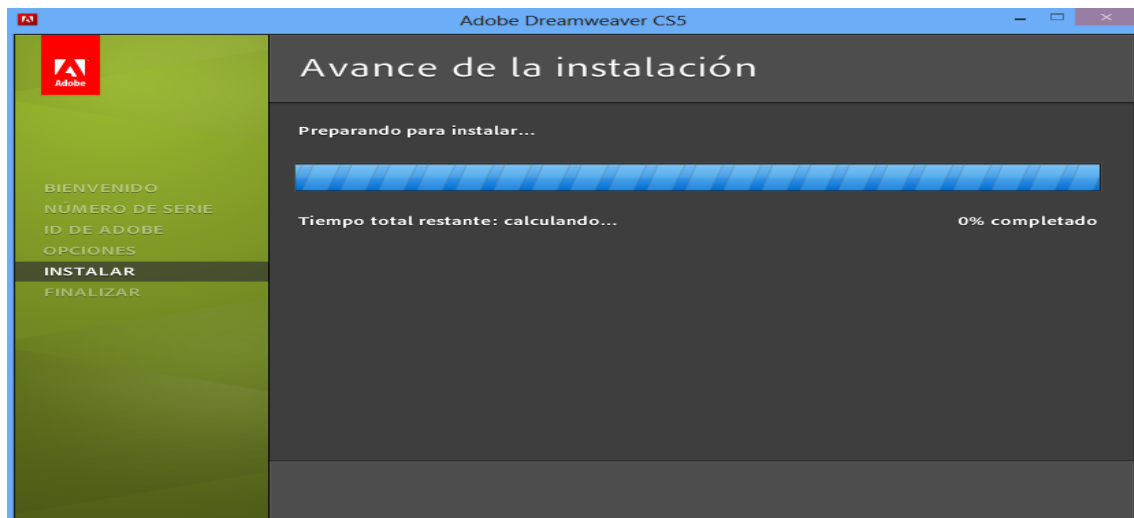 Adobe Dreamweaver CS5
Adobe
Avance de la instalación
Preparando para instalar...
Tiempo total restante: calculando...
0% completado
BIENVENIDO
NÚMERO DE SERIE
ID DE ADOBE
OPCIONES
INSTALAR
FINALIZAR